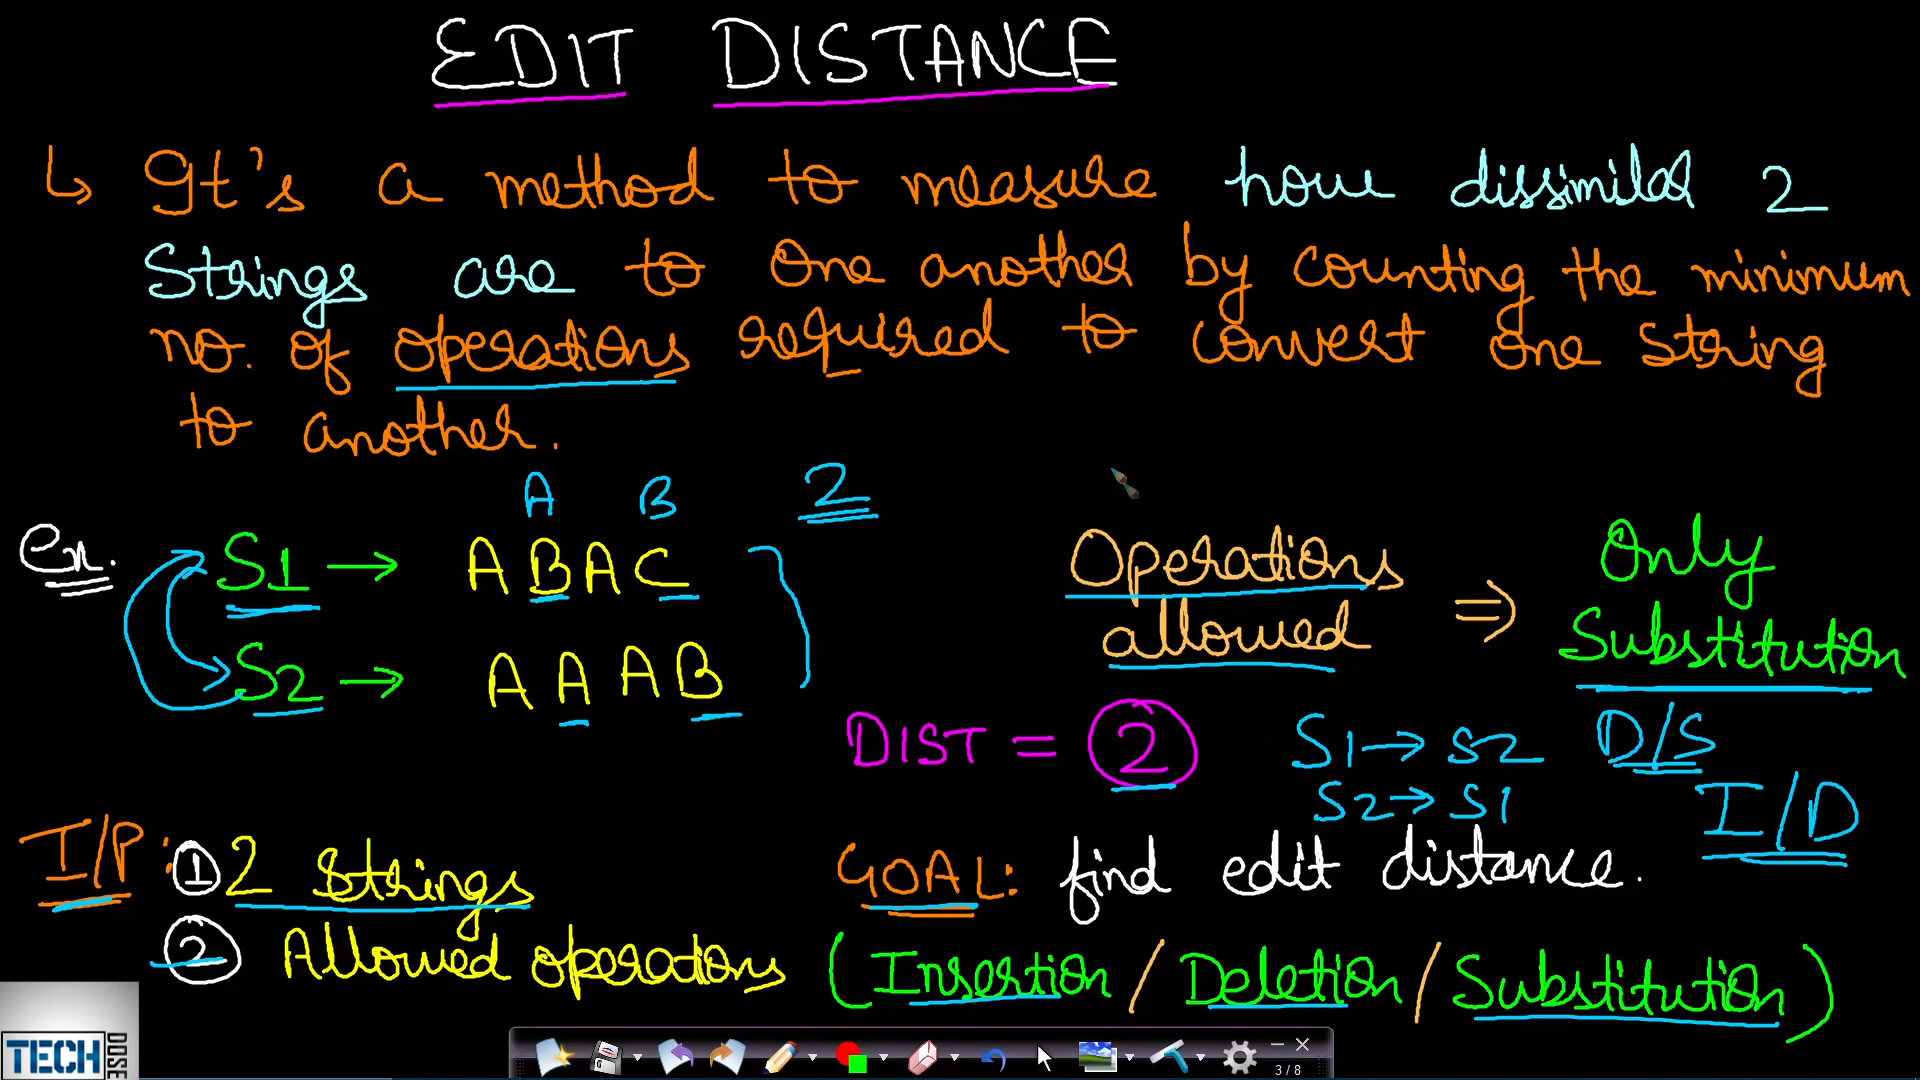 EDIT DISTANCE
↳ It's a method to measure how dissimilar 2
Strings are to one another by counting the minimum
no. of operations required to convert one string
to another.
A B 2
Ex. S1 → ABAC
S2 → AAAB
Operations allowed ⇒ Only Substitution
DIST = 2
S1 → S2 D/S
S2 → S1 I/D
I/P: ① 2 Strings
GOAL: find edit distance.
② Allowed operations (Insertion / Deletion / Substitution)
TECH DOSE
3 / 8